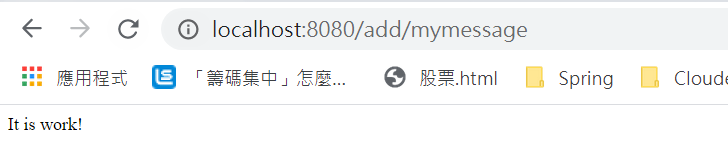 localhost:8080/add/mymessage
應用程式 LS 「籌碼集中」怎麼... 股票.html Spring Cloude
It is work!